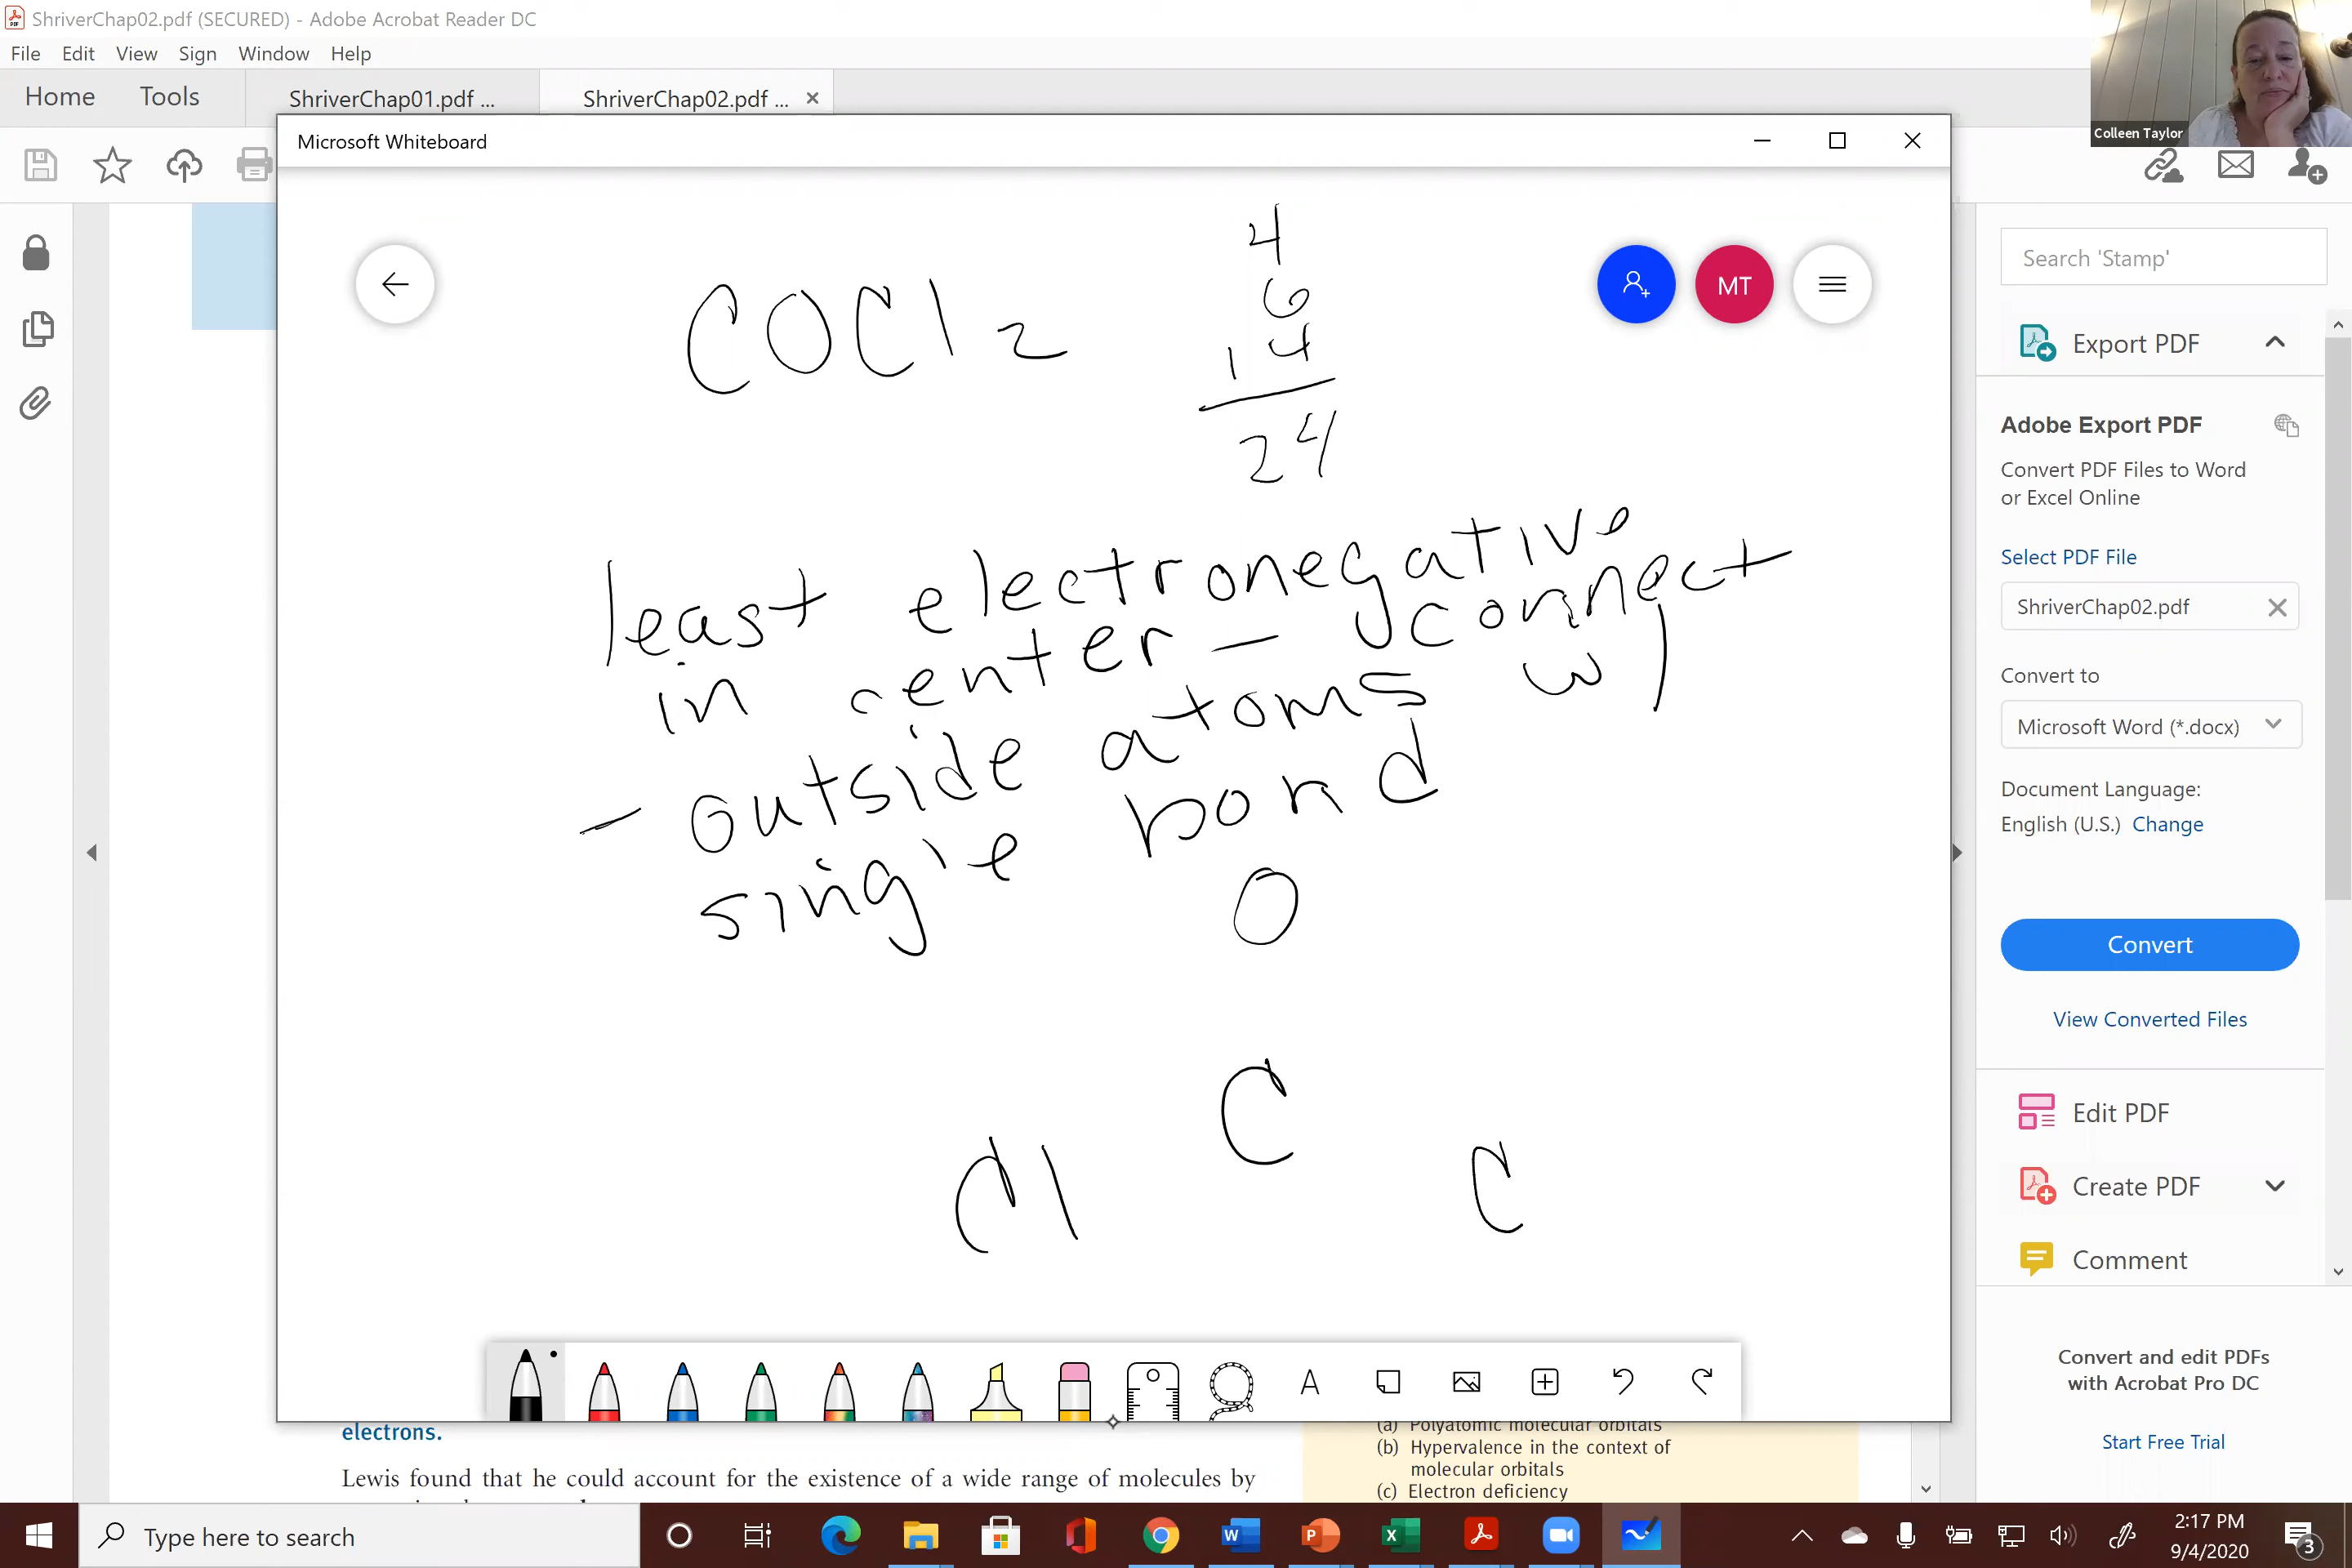 ShriverChap02.pdf (SECURED) - Adobe Acrobat Reader DC
File Edit View Sign Window Help
Home Tools ShriverChap01.pdf ... ShriverChap02.pdf ...
Colleen Taylor
Microsoft Whiteboard
MT
COCl2
4
6
14
24
least electronegative
in center - connect
w/
- outside atoms
single bond
O
C
Cl
C
Search 'Stamp'
Export PDF
Adobe Export PDF
Convert PDF Files to Word
or Excel Online
Select PDF File
ShriverChap02.pdf
Convert to
Microsoft Word (*.docx)
Document Language:
English (U.S.) Change
Convert
View Converted Files
Edit PDF
Create PDF
Comment
Convert and edit PDFs
with Acrobat Pro DC
Start Free Trial
electrons.
Lewis found that he could account for the existence of a wide range of molecules by
(a) Polyatomic molecular orbitals
(b) Hypervalence in the context of
molecular orbitals
(c) Electron deficiency
Type here to search
2:17 PM
9/4/2020
3